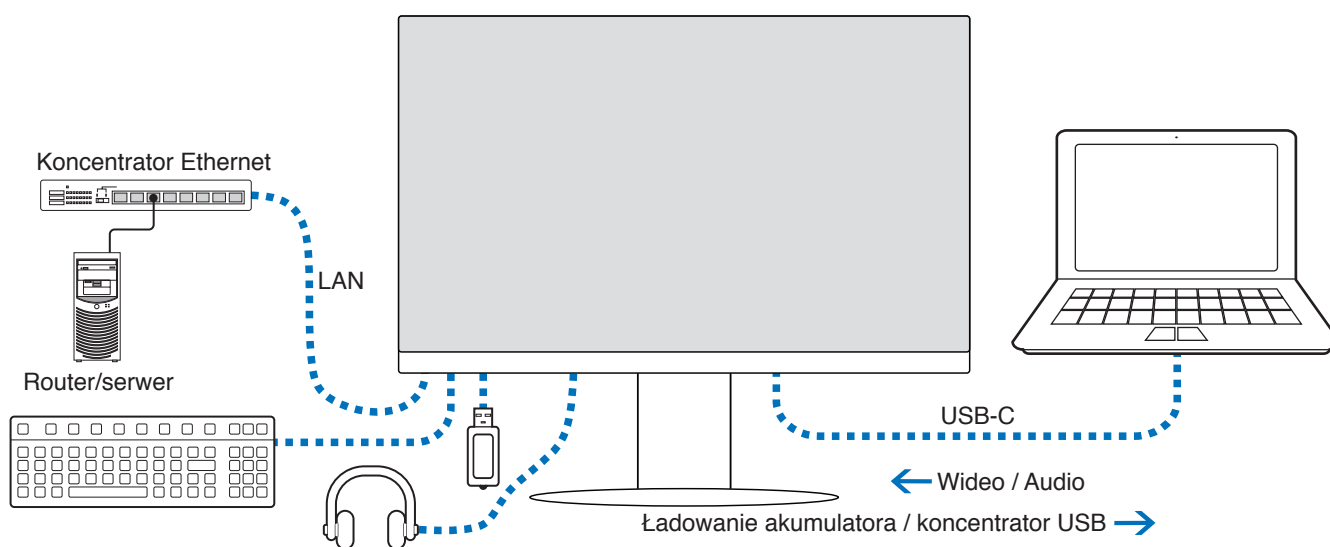 Koncentrator Ethernet
LAN
Router/serwer
USB-C
Wideo / Audio
Ładowanie akumulatora / koncentrator USB